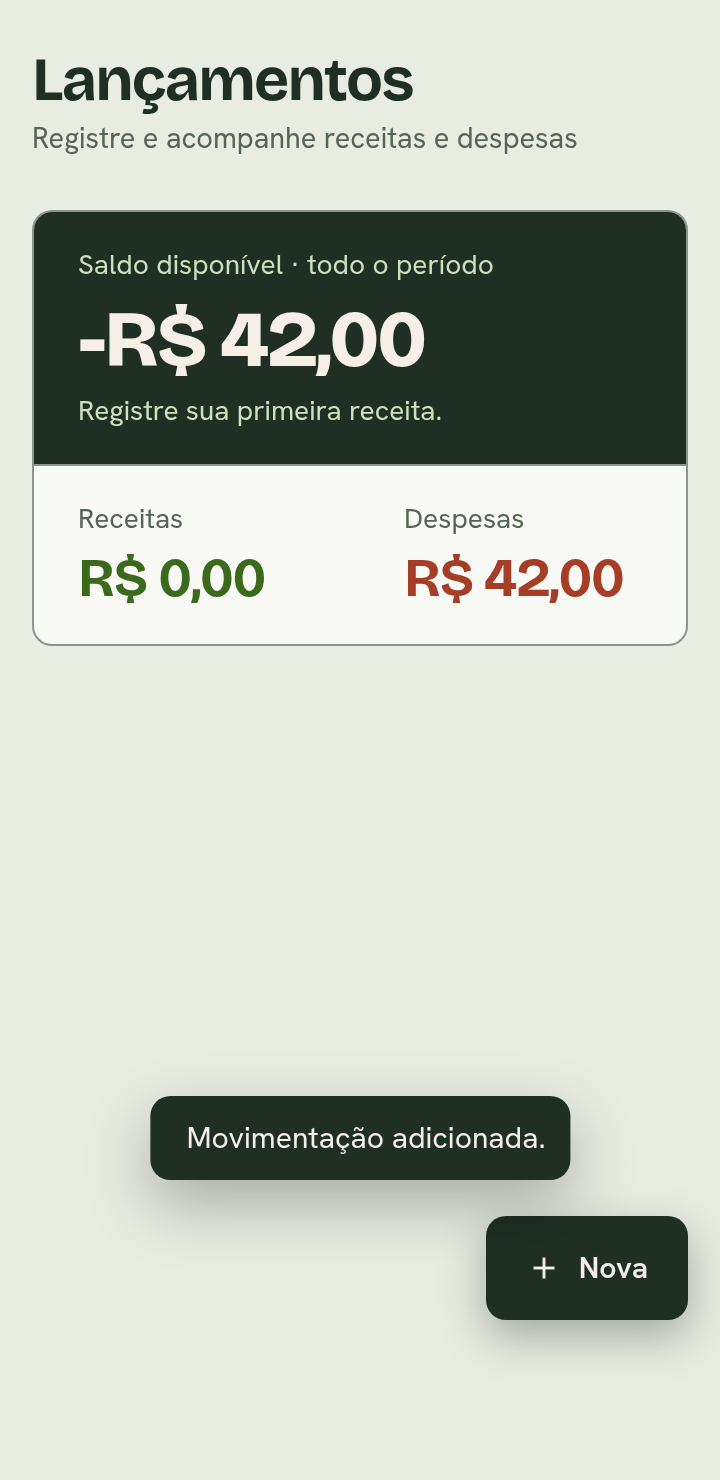 Lançamentos
Registre e acompanhe receitas e despesas
Saldo disponível · todo o período
-R$ 42,00
Registre sua primeira receita.
Receitas
R$ 0,00
Despesas
R$ 42,00
Movimentação adicionada.
+ Nova